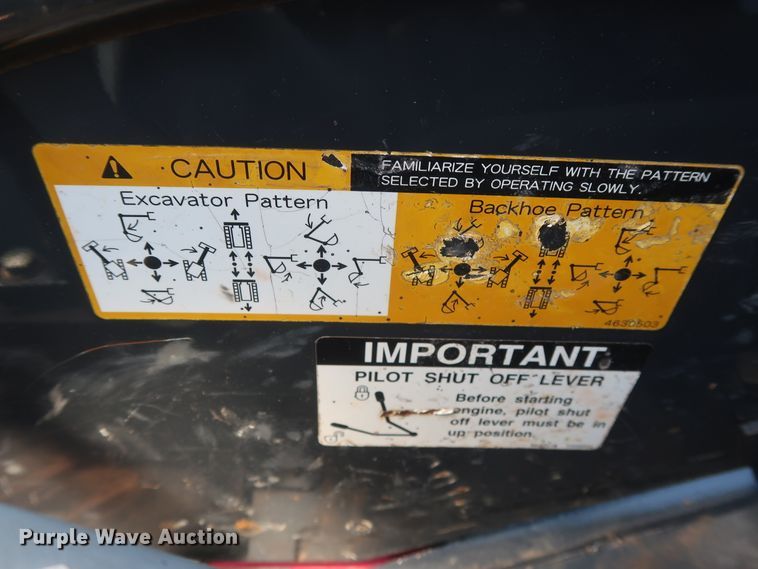 CAUTION
FAMILIARIZE YOURSELF WITH THE PATTERN
SELECTED BY OPERATING SLOWLY.
Excavator Pattern
Backhoe Pattern
4630503
IMPORTANT
PILOT SHUT OFF LEVER
Before starting
engine, pilot shut
off lever must be in
up position.
Purple Wave Auction